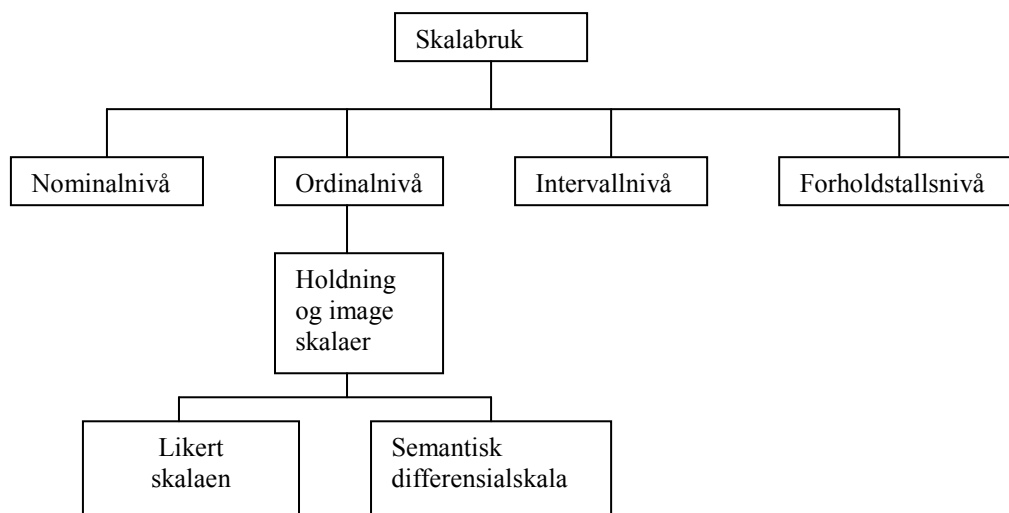 Skalabruk
Nominalnivå
Ordinalnivå
Intervallnivå
Forholdstallsnivå
Holdning
og image
skalaer
Likert
skalaen
Semantisk
differensialskala